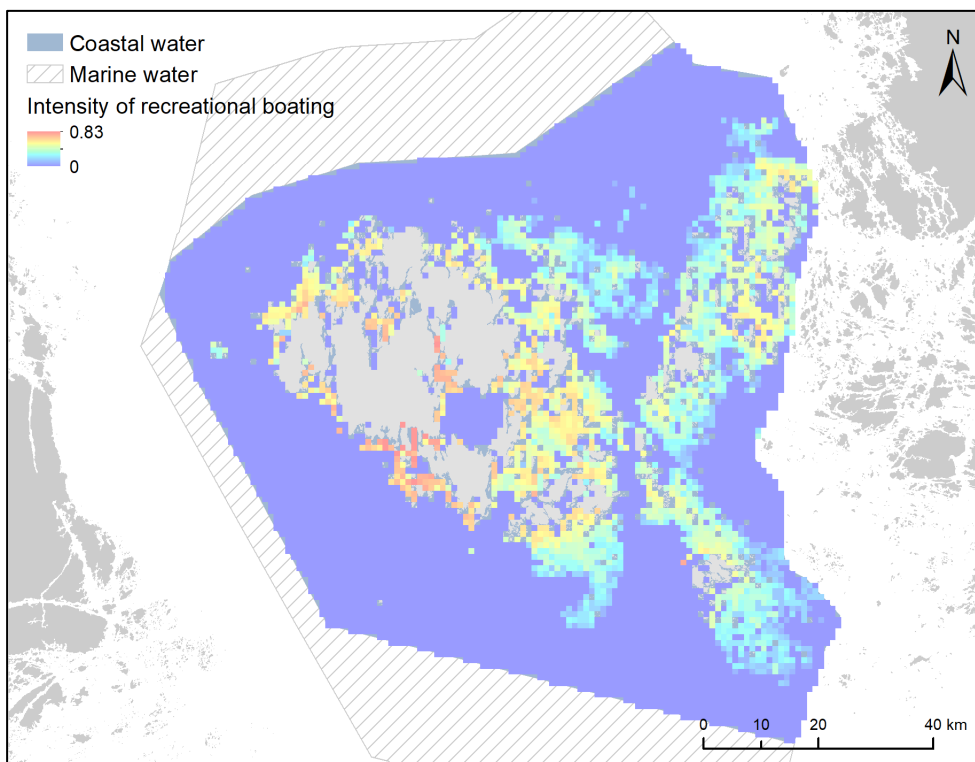 Coastal water
Marine water
Intensity of recreational boating
0.83
0
N
0 10 20 40 km